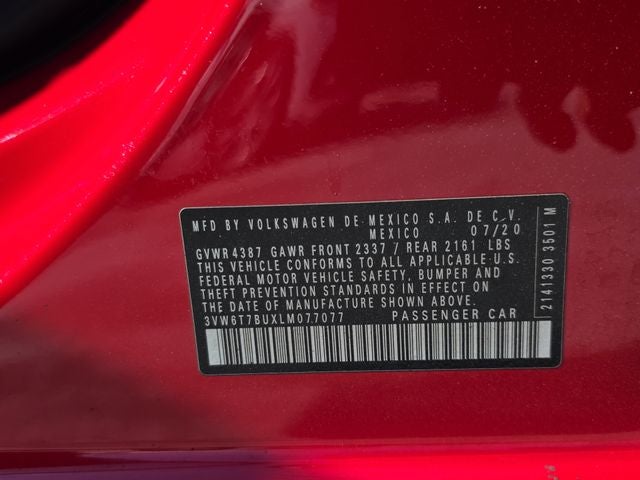 MFD BY VOLKSWAGEN DE MEXICO S.A. DE C.V.
MEXICO 07/20
GVWR 4387 GAWR FRONT 2337 / REAR 2161 LBS
THIS VEHICLE CONFORMS TO ALL APPLICABLE U.S.
FEDERAL MOTOR VEHICLE SAFETY, BUMPER AND
THEFT PREVENTION STANDARDS IN EFFECT ON
THE DATE OF MANUFACTURE SHOWN ABOVE.
3VW6T7BUXLM077077 PASSENGER CAR
2141330 3501 M